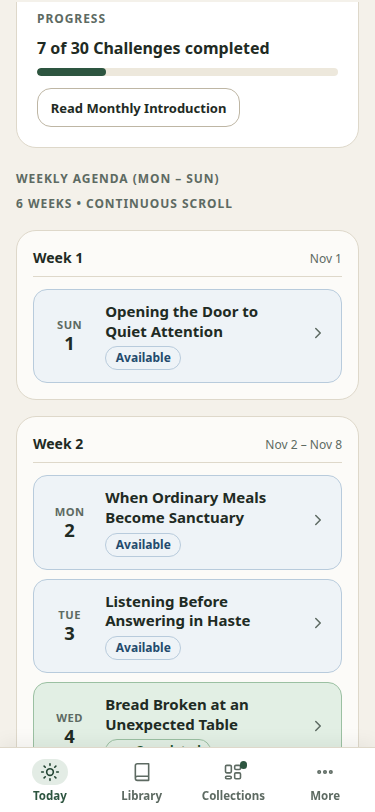 PROGRESS
7 of 30 Challenges completed
Read Monthly Introduction
WEEKLY AGENDA (MON – SUN)
6 WEEKS • CONTINUOUS SCROLL
Week 1
Nov 1
SUN
1
Opening the Door to
Quiet Attention
Available
Week 2
Nov 2 – Nov 8
MON
2
When Ordinary Meals
Become Sanctuary
Available
TUE
3
Listening Before
Answering in Haste
Available
WED
4
Bread Broken at an
Unexpected Table
Today
Library
Collections
More